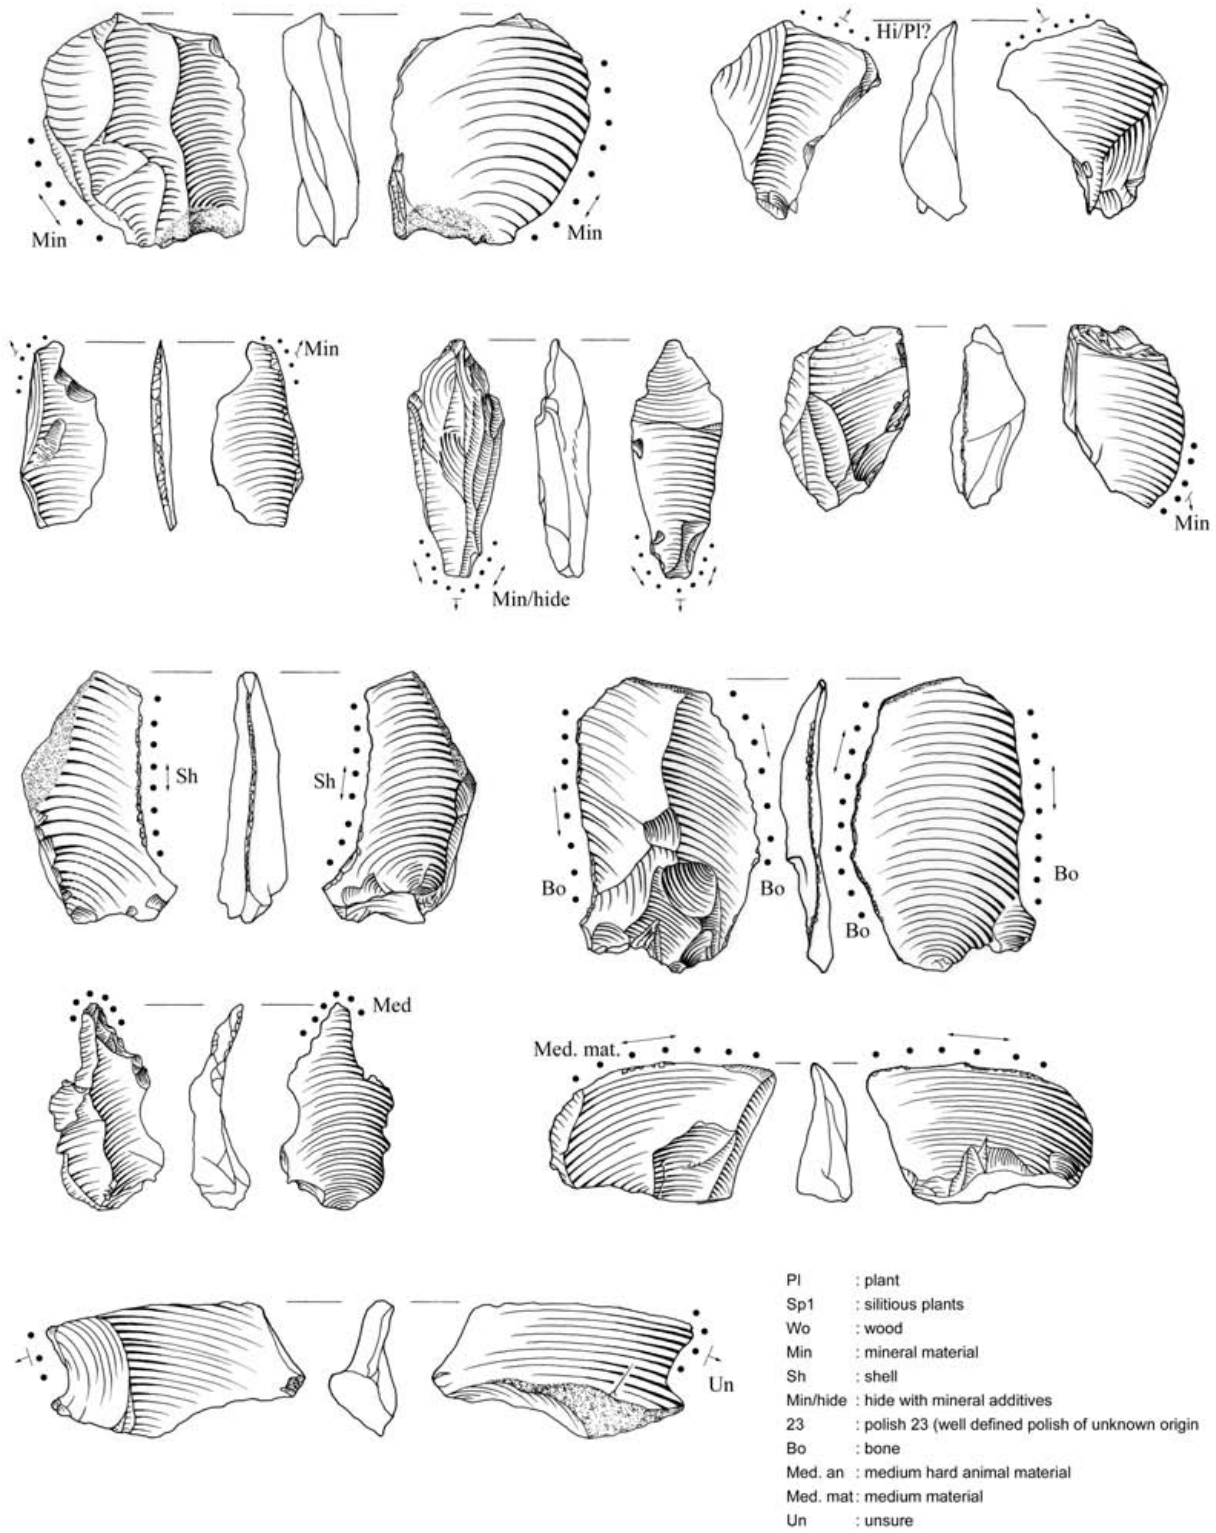 Min
Min
Hi/Pl?
Min
Min/hide
Min
Sh
Sh
Bo
Bo
Bo
Bo
Med
Med. mat.
Un
Pl : plant
Sp1 : silitious plants
Wo : wood
Min : mineral material
Sh : shell
Min/hide : hide with mineral additives
23 : polish 23 (well defined polish of unknown origin
Bo : bone
Med. an : medium hard animal material
Med. mat : medium material
Un : unsure